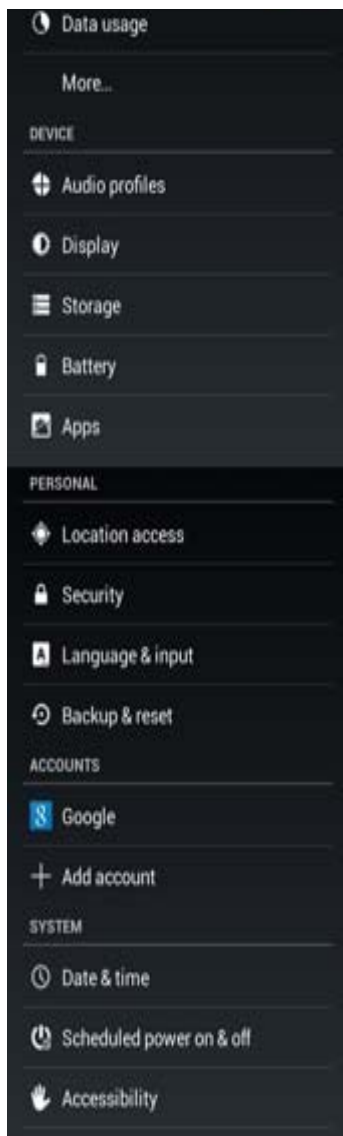 Data usage
More...
DEVICE
Audio profiles
Display
Storage
Battery
Apps
PERSONAL
Location access
Security
A Language & input
Backup & reset
ACCOUNTS
8 Google
Add account
SYSTEM
Date & time
Scheduled power on & off
Accessibility